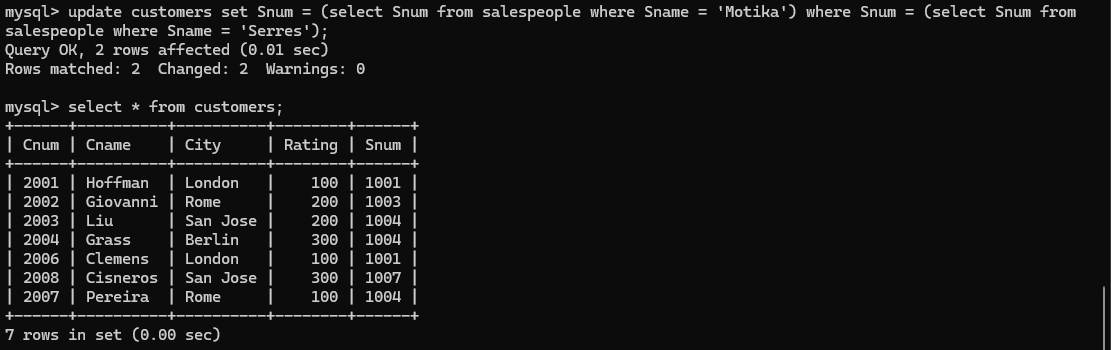 mysql> update customers set Snum = (select Snum from salespeople where Sname = 'Motika') where Snum = (select Snum from
salespeople where Sname = 'Serres');
Query OK, 2 rows affected (0.01 sec)
Rows matched: 2  Changed: 2  Warnings: 0
mysql> select * from customers;
+------+----------+----------+--------+------+
| Cnum | Cname    | City     | Rating | Snum |
+------+----------+----------+--------+------+
| 2001 | Hoffman  | London   |    100 | 1001 |
| 2002 | Giovanni | Rome     |    200 | 1003 |
| 2003 | Liu      | San Jose |    200 | 1004 |
| 2004 | Grass    | Berlin   |    300 | 1004 |
| 2006 | Clemens  | London   |    100 | 1001 |
| 2008 | Cisneros | San Jose |    300 | 1007 |
| 2007 | Pereira  | Rome     |    100 | 1004 |
+------+----------+----------+--------+------+
7 rows in set (0.00 sec)